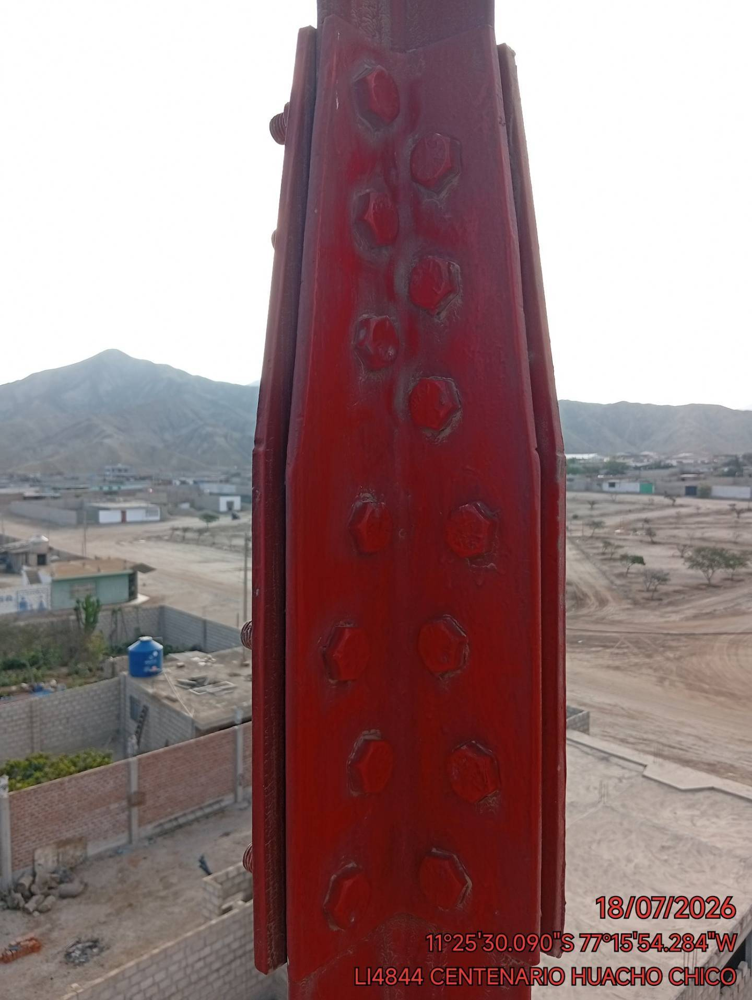 18/07/2026
11°25'30.090"S 77°15'54.284"W
LI4844 CENTENARIO HUACHO CHICO